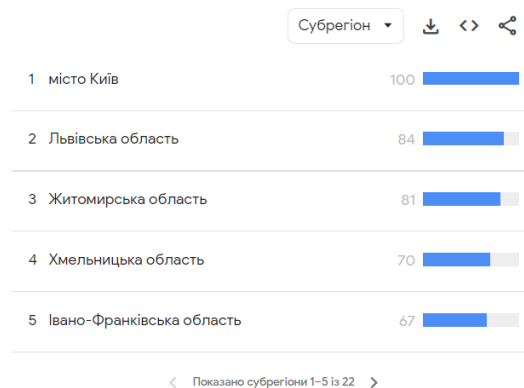 Субрегіон
1 місто Київ 100
2 Львівська область 84
3 Житомирська область 81
4 Хмельницька область 70
5 Івано-Франківська область 67
Показано субрегіони 1–5 із 22